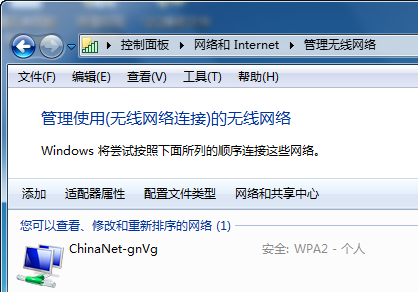 控制面板 ▸ 网络和 Internet ▸ 管理无线网络
文件(F) 编辑(E) 查看(V) 工具(T) 帮助(H)
管理使用(无线网络连接)的无线网络
Windows 将尝试按照下面所列的顺序连接这些网络。
添加 适配器属性 配置文件类型 网络和共享中心
您可以查看、修改和重新排序的网络 (1)
ChinaNet-gnVg 安全: WPA2 - 个人